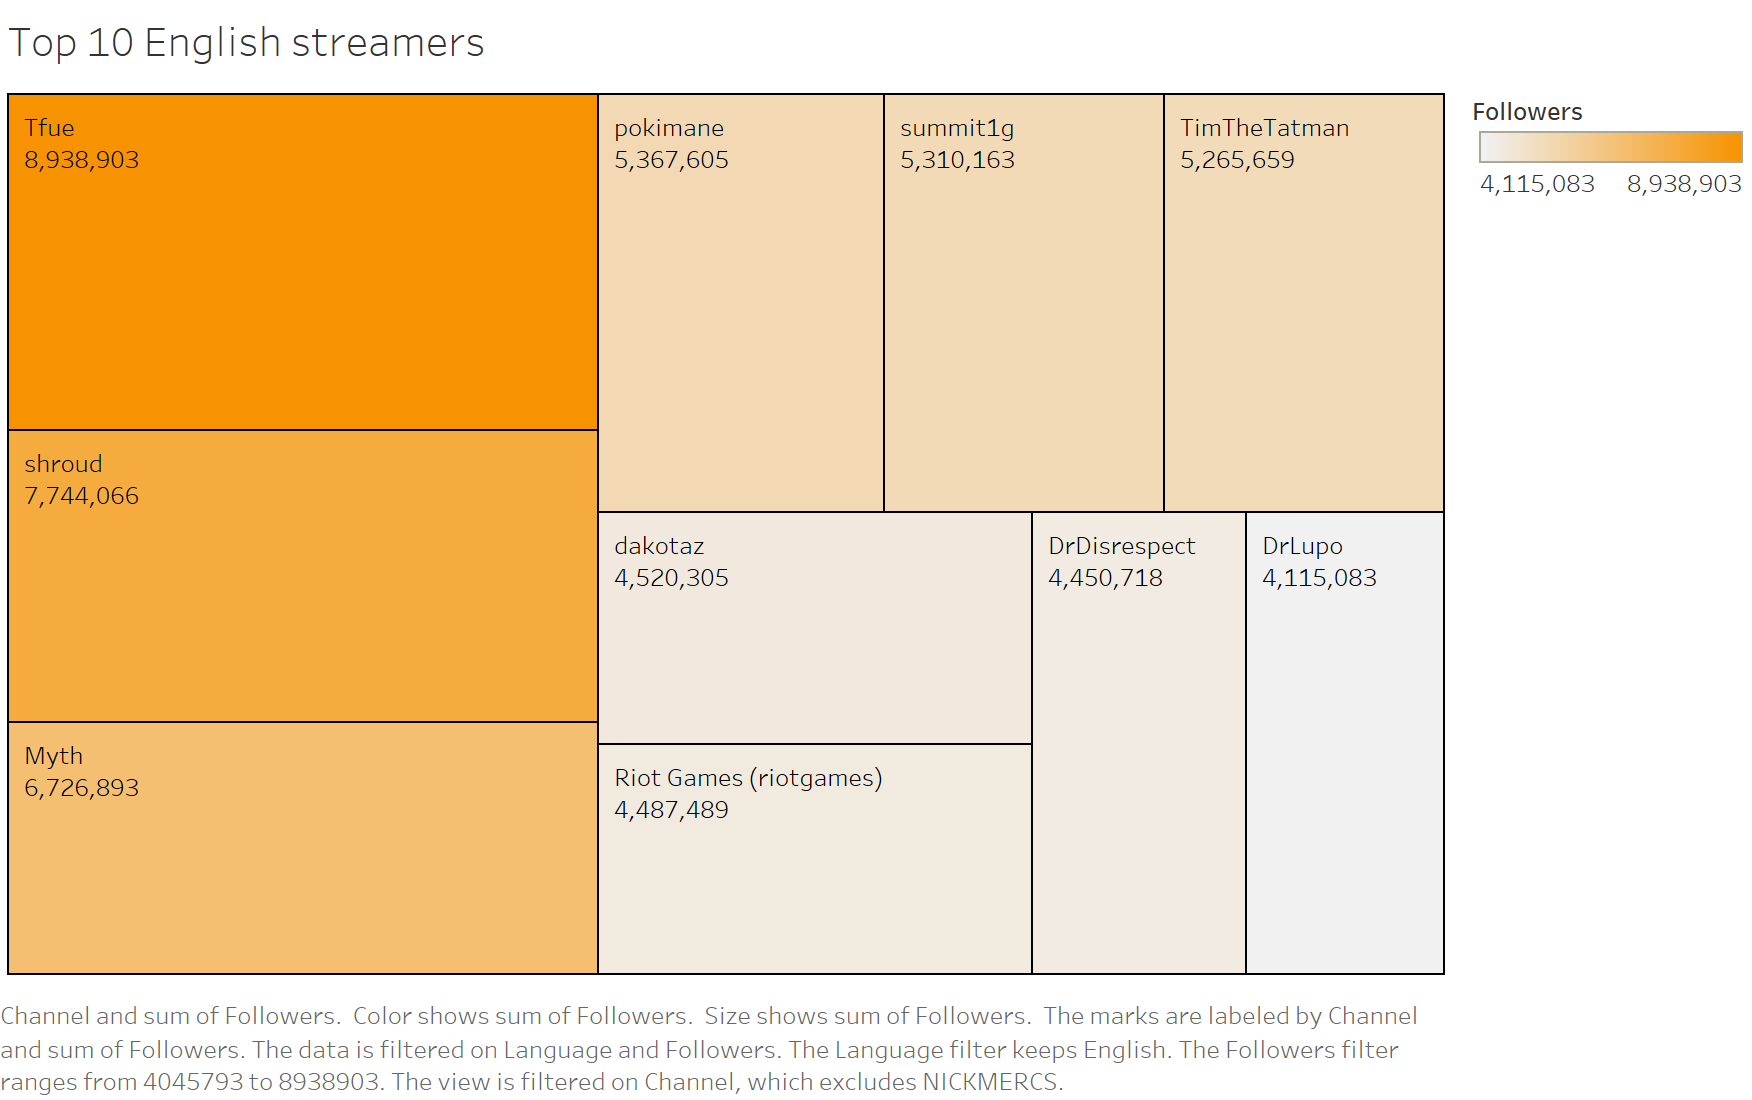 Top 10 English streamers
Tfue
8,938,903
pokimane
5,367,605
summit1g
5,310,163
TimTheTatman
5,265,659
Followers
4,115,083 8,938,903
shroud
7,744,066
dakotaz
4,520,305
DrDisrespect
4,450,718
DrLupo
4,115,083
Myth
6,726,893
Riot Games (riotgames)
4,487,489
Channel and sum of Followers.  Color shows sum of Followers.  Size shows sum of Followers.  The marks are labeled by Channel
and sum of Followers. The data is filtered on Language and Followers. The Language filter keeps English. The Followers filter
ranges from 4045793 to 8938903. The view is filtered on Channel, which excludes NICKMERCS.